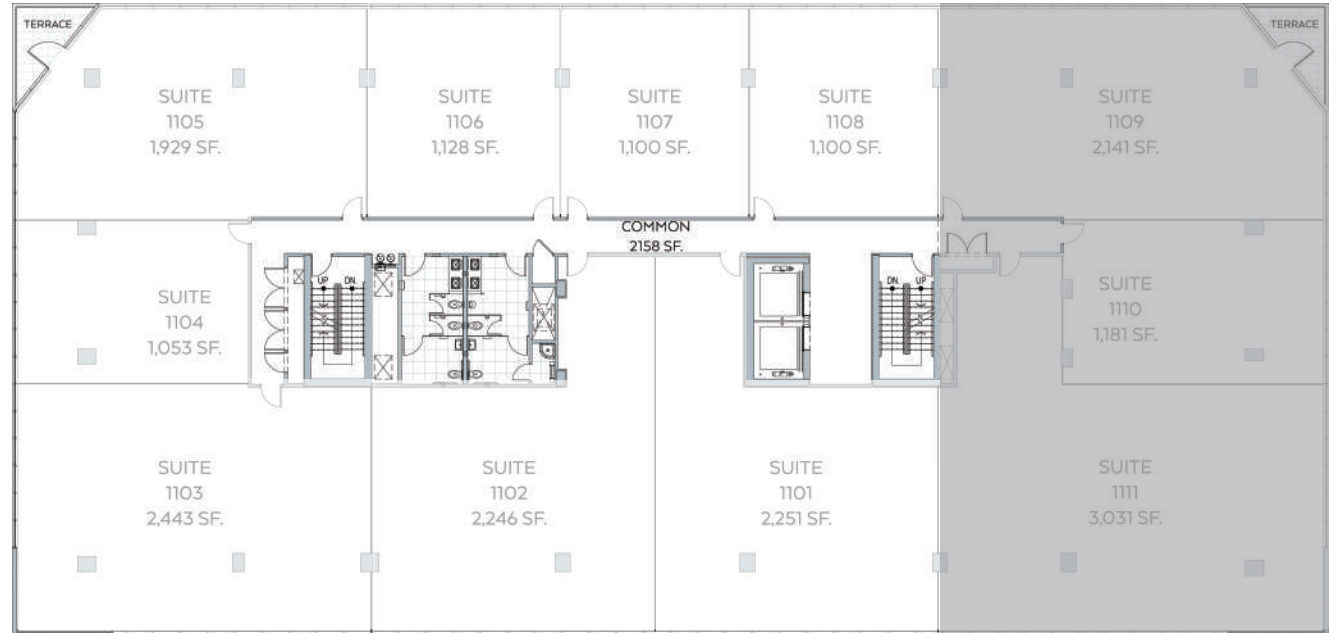 TERRACE
TERRACE
SUITE
1105
1,929 SF.
SUITE
1106
1,128 SF.
SUITE
1107
1,100 SF.
SUITE
1108
1,100 SF.
SUITE
1109
2,141 SF.
COMMON
2158 SF.
SUITE
1104
1,053 SF.
UP
DN.
DN.
UP
SUITE
1110
1,181 SF.
SUITE
1103
2,443 SF.
SUITE
1102
2,246 SF.
SUITE
1101
2,251 SF.
SUITE
1111
3,031 SF.